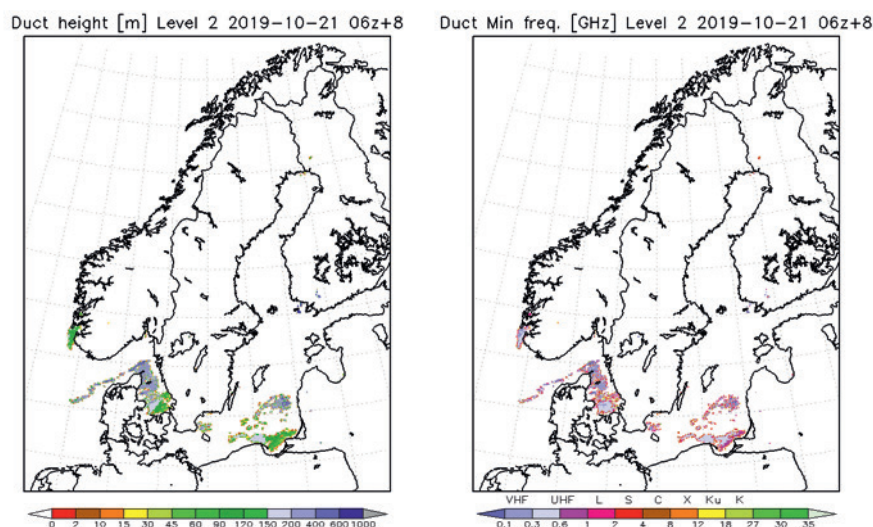 Duct height [m] Level 2 2019-10-21 06z+8
Duct Min freq. [GHz] Level 2 2019-10-21 06z+8
VHF UHF L S C X Ku K
0 2 10 15 30 45 60 90 120 150 200 400 600 1000
0.1 0.3 0.6 1 2 4 8 12 18 27 30 35